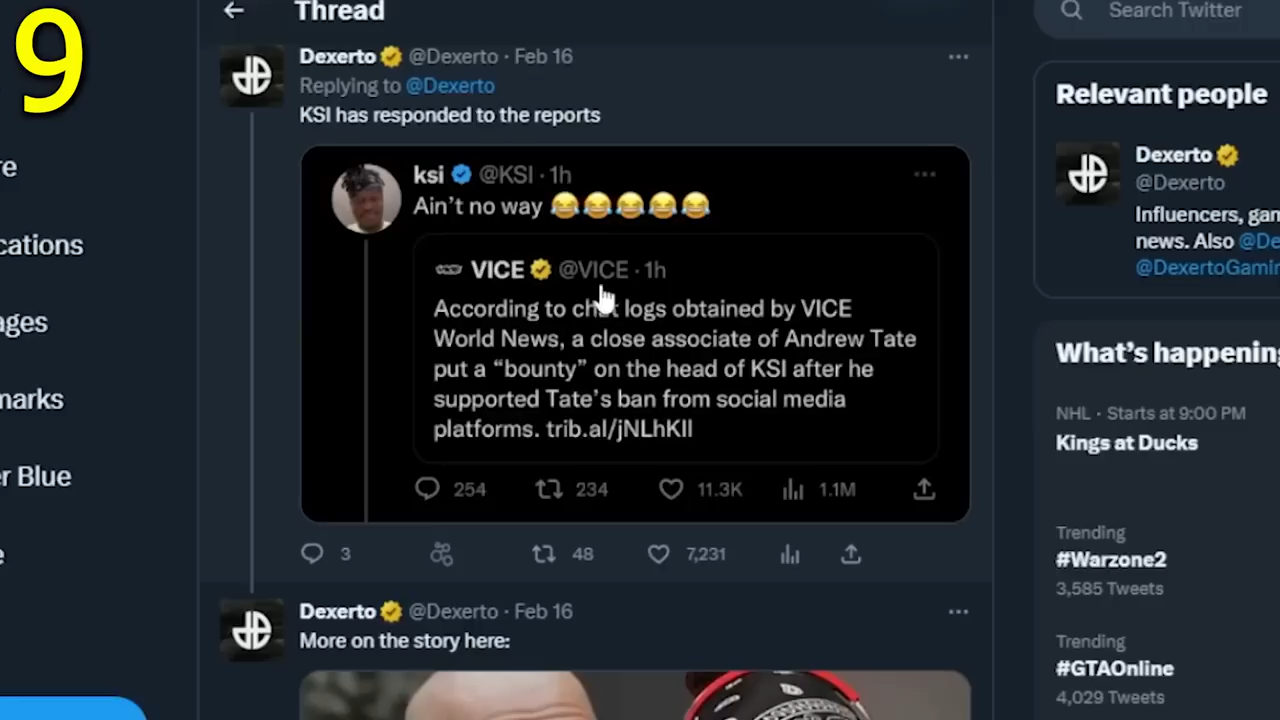 9
Thread
Search Twitter
Dexerto @Dexerto · Feb 16
Replying to @Dexerto
KSI has responded to the reports
ksi @KSI · 1h
Ain't no way 😂😂😂😂😂
VICE @VICE · 1h
According to chat logs obtained by VICE
World News, a close associate of Andrew Tate
put a “bounty” on the head of KSI after he
supported Tate's ban from social media
platforms. trib.al/jNLhKll
254 234 11.3K 1.1M
3 48 7,231
Dexerto @Dexerto · Feb 16
More on the story here:
re
cations
ages
marks
r Blue
e
Relevant people
Dexerto
@Dexerto
Influencers, gan
news. Also @De
@DexertoGamin
What's happening
NHL · Starts at 9:00 PM
Kings at Ducks
Trending
#Warzone2
3,585 Tweets
Trending
#GTAOnline
4,029 Tweets